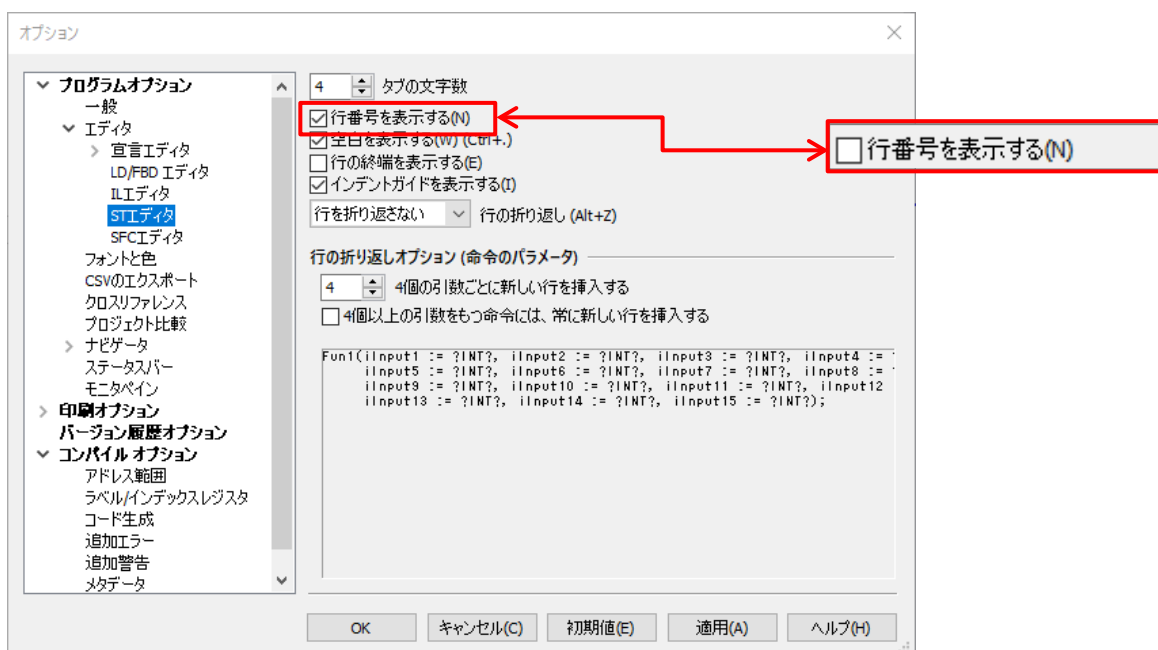 オプション
プログラムオプション
一般
エディタ
宣言エディタ
LD/FBD エディタ
ILエディタ
STエディタ
SFCエディタ
フォントと色
CSVのエクスポート
クロスリファレンス
プロジェクト比較
ナビゲータ
ステータスバー
モニタペイン
印刷オプション
バージョン履歴オプション
コンパイル オプション
アドレス範囲
ラベル/インデックスレジスタ
コード生成
追加エラー
追加警告
メタデータ
4 タブの文字数
行番号を表示する(N)
空白を表示する(W) (Ctrl+.)
行の終端を表示する(E)
インデントガイドを表示する(I)
行を折り返さない 行の折り返し (Alt+Z)
行の折り返しオプション (命令のパラメータ)
4 4個の引数ごとに新しい行を挿入する
4個以上の引数をもつ命令には、常に新しい行を挿入する
Fun1(iInput1 := ?INT?, iInput2 := ?INT?, iInput3 := ?INT?, iInput4 :=
iInput5 := ?INT?, iInput6 := ?INT?, iInput7 := ?INT?, iInput8 :=
iInput9 := ?INT?, iInput10 := ?INT?, iInput11 := ?INT?, iInput12
iInput13 := ?INT?, iInput14 := ?INT?, iInput15 := ?INT?);
OK キャンセル(C) 初期値(E) 適用(A) ヘルプ(H)
行番号を表示する(N)